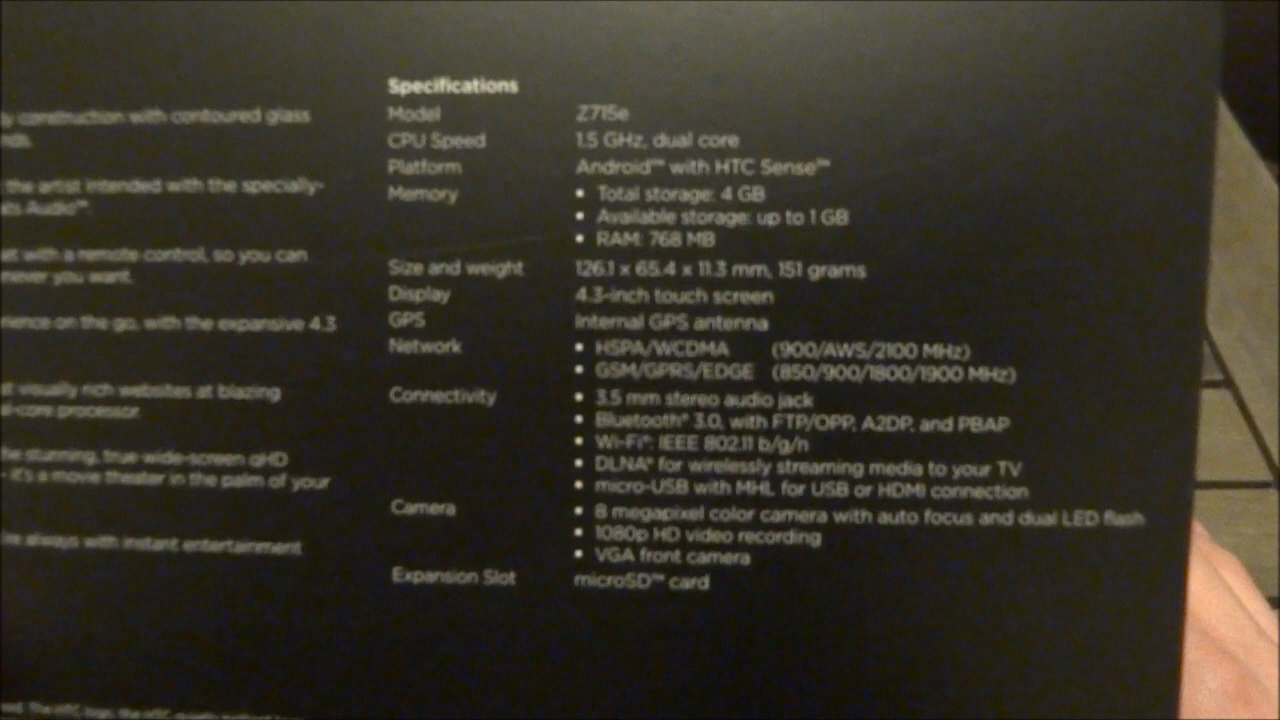 Specifications
Model Z715e
CPU Speed 1.5 GHz, dual core
Platform Android™ with HTC Sense™
Memory • Total storage: 4 GB
• Available storage: up to 1 GB
• RAM: 768 MB
Size and weight 126.1 x 65.4 x 11.3 mm, 151 grams
Display 4.3-inch touch screen
GPS Internal GPS antenna
Network • HSPA/WCDMA (900/AWS/2100 MHz)
• GSM/GPRS/EDGE (850/900/1800/1900 MHz)
Connectivity • 3.5 mm stereo audio jack
• Bluetooth® 3.0, with FTP/OPP, A2DP, and PBAP
• Wi-Fi®: IEEE 802.11 b/g/n
• DLNA® for wirelessly streaming media to your TV
• micro-USB with MHL for USB or HDMI connection
Camera • 8 megapixel color camera with auto focus and dual LED flash
• 1080p HD video recording
• VGA front camera
Expansion Slot microSD™ card
construction with contoured glass
the artist intended with the specially-
Audio™.
with a remote control, so you can
you want.
on the go, with the expansive 4.3
visually rich websites at blazing
processor.
stunning, true wide-screen qHD
it's a movie theater in the palm of your
always with instant entertainment
The HTC logo, the HTC